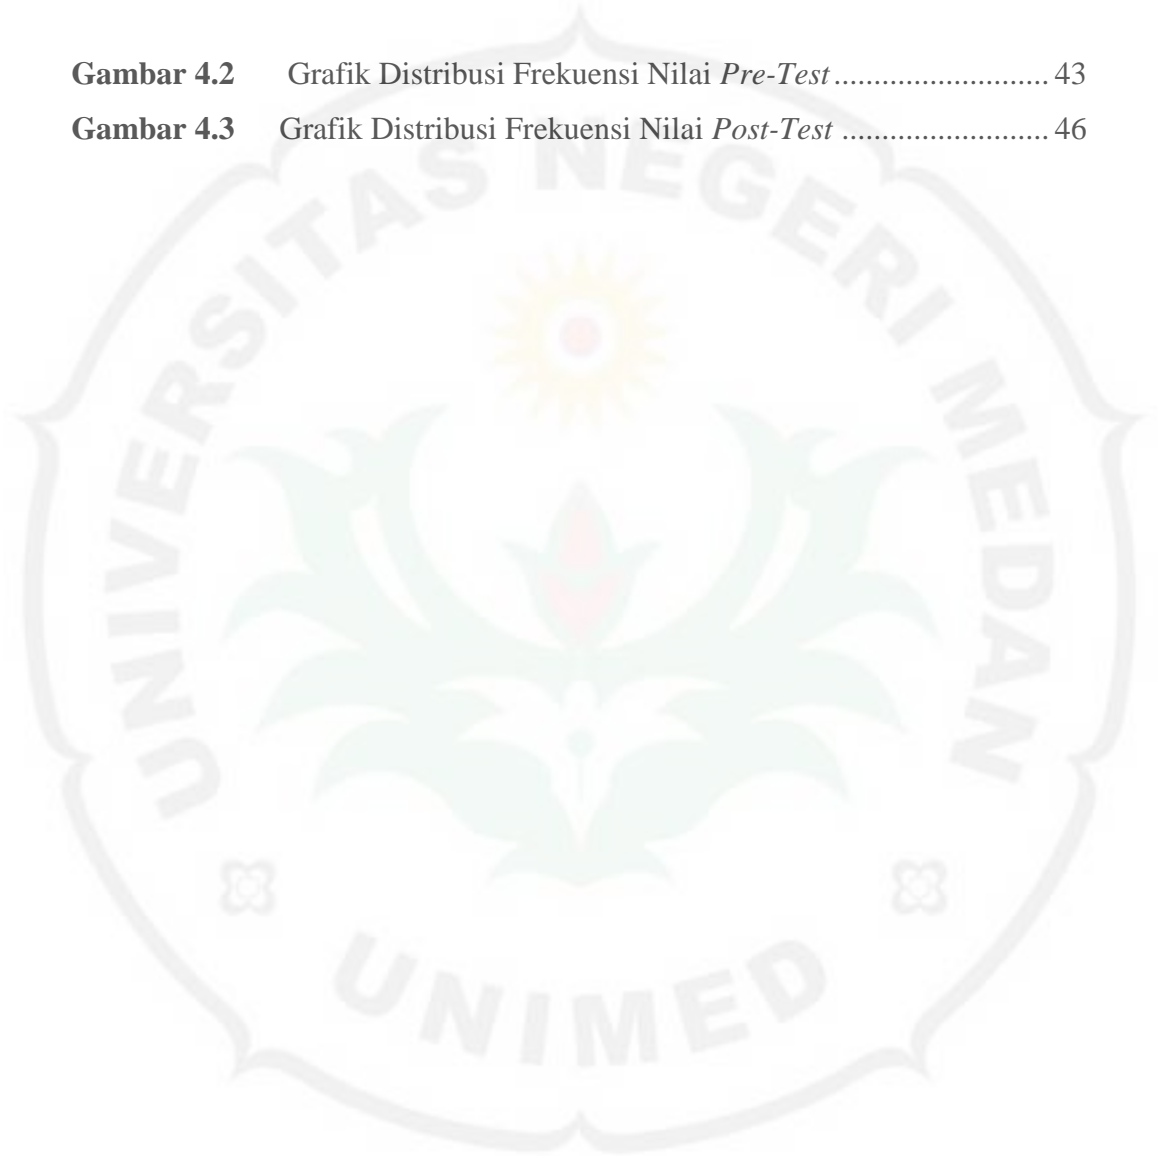 Gambar 4.2 Grafik Distribusi Frekuensi Nilai Pre-Test........................... 43
Gambar 4.3 Grafik Distribusi Frekuensi Nilai Post-Test .......................... 46
UNIVERSITAS NEGERI MEDAN
UNIMED